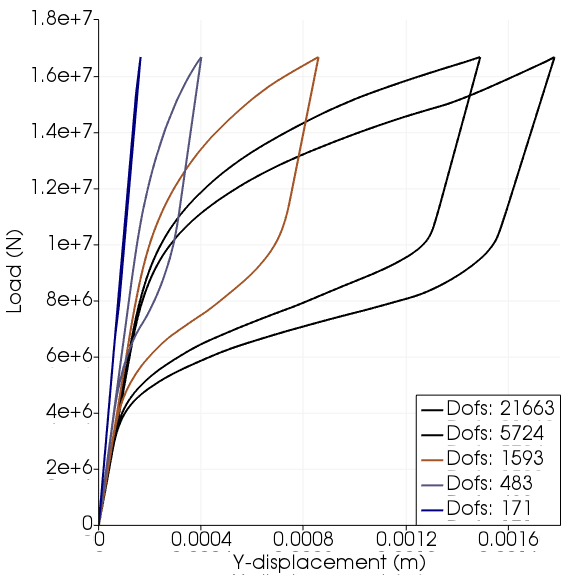 1.8e+7
1.6e+7
1.4e+7
1.2e+7
1e+7
8e+6
6e+6
4e+6
2e+6
0
Load (N)
0 0.0004 0.0008 0.0012 0.0016
Y-displacement (m)
Dofs: 21663
Dofs: 5724
Dofs: 1593
Dofs: 483
Dofs: 171